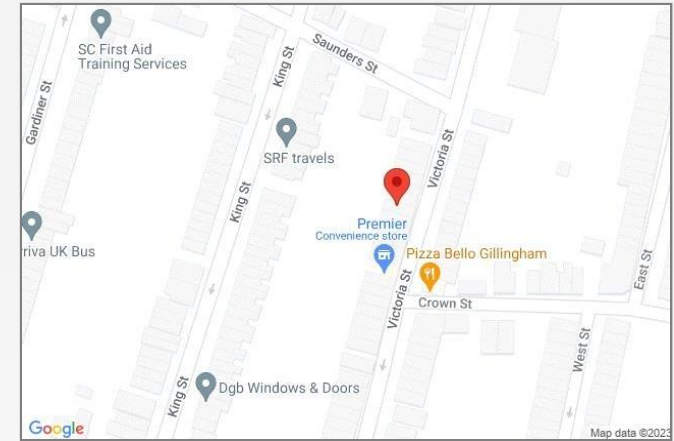 SC First Aid
Training Services
Gardiner St
King St
Saunders St
SRF travels
King St
Victoria St
Premier
Convenience store
riva UK Bus
Pizza Bello Gillingham
Victoria St
Crown St
East St
West St
King St
Dgb Windows & Doors
Google
Map data ©2023